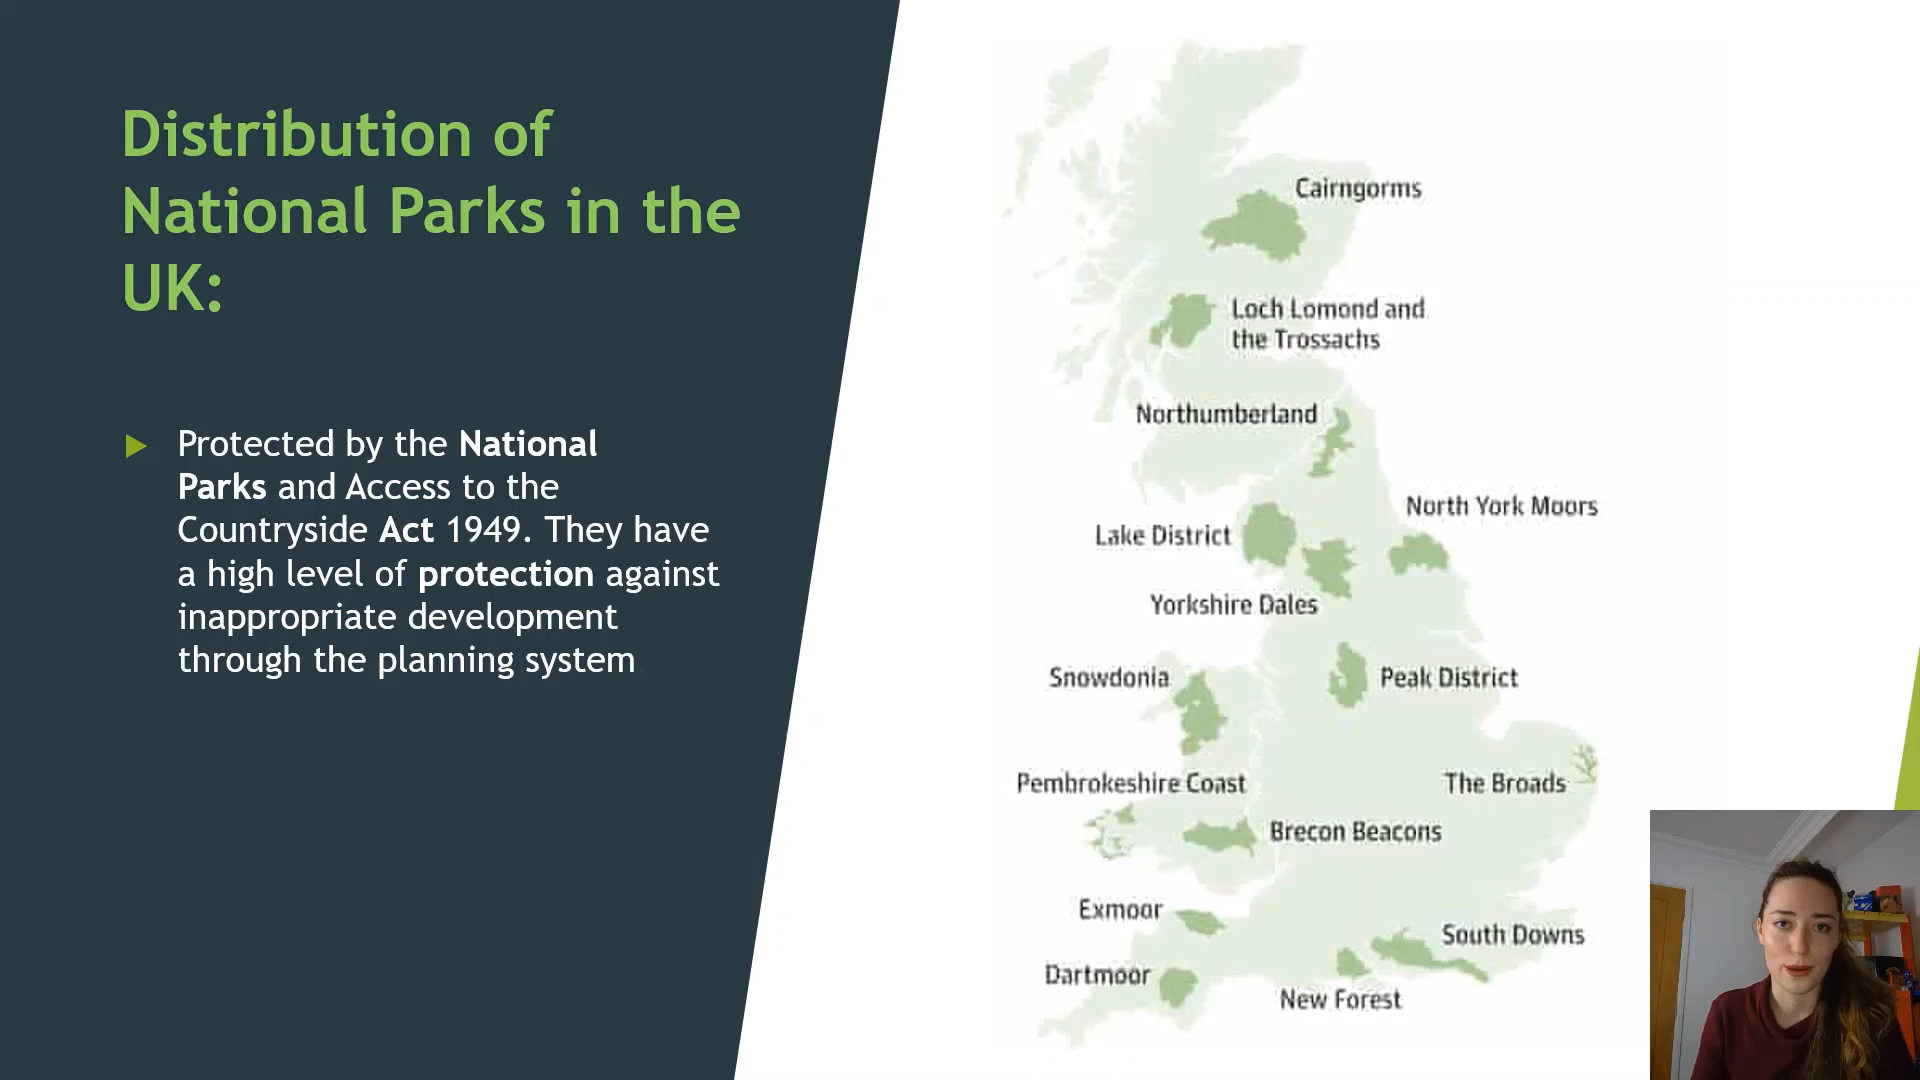 Distribution of
National Parks in the
UK:
Protected by the National
Parks and Access to the
Countryside Act 1949. They have
a high level of protection against
inappropriate development
through the planning system
Cairngorms
Loch Lomond and
the Trossachs
Northumberland
North York Moors
Lake District
Yorkshire Dales
Snowdonia
Peak District
Pembrokeshire Coast
The Broads
Brecon Beacons
Exmoor
South Downs
Dartmoor
New Forest